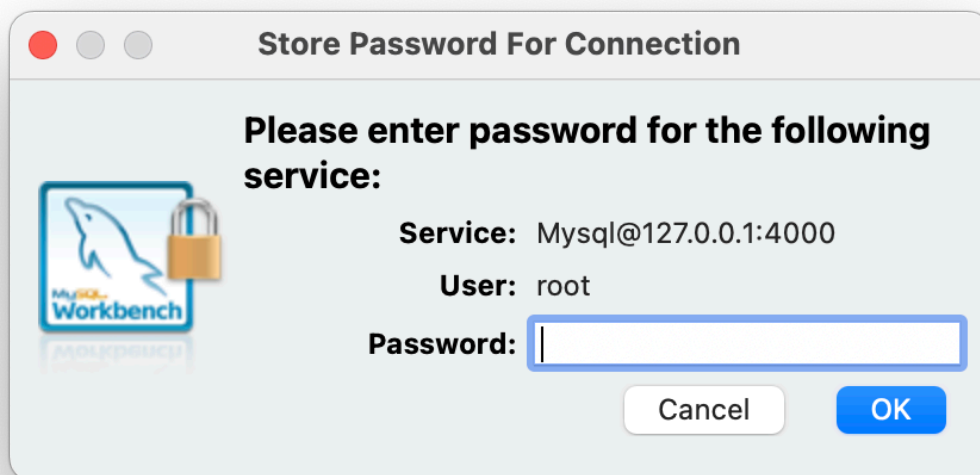 Store Password For Connection
Please enter password for the following
service:
Service: Mysql@127.0.0.1:4000
User: root
Password:
MySQL
Workbench
Cancel OK